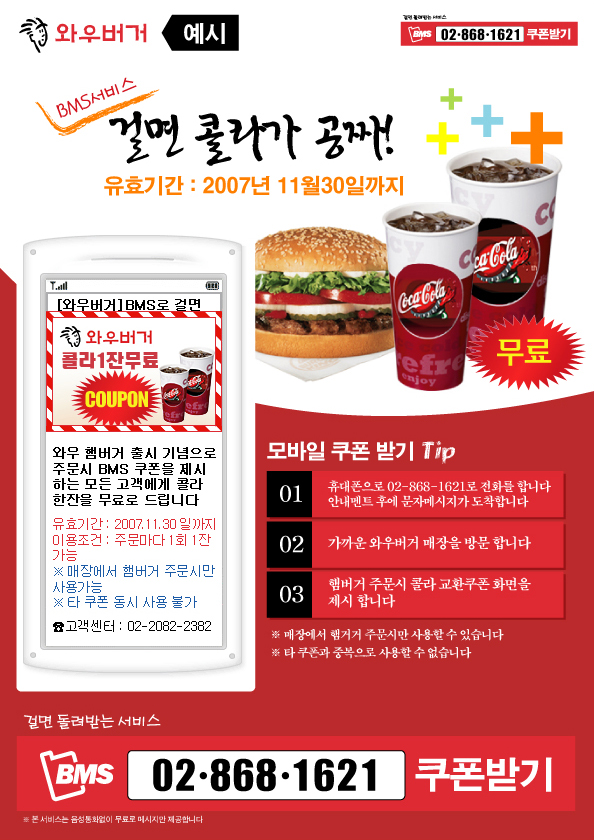 와우버거 예시
걸면 돌려받는 서비스
BMS 02·868·1621 쿠폰받기
BMS서비스
걸면 콜라가 공짜!
유효기간 : 2007년 11월30일까지
[와우버거]BMS로 걸면
와우버거
콜라1잔무료
COUPON
와우 햄버거 출시 기념으로
주문시 BMS 쿠폰을 제시
하는 모든 고객에게 콜라
한잔을 무료로 드립니다
유효기간 : 2007.11.30 일까지
이용조건 : 주문마다 1회 1잔
가능
※ 매장에서 햄버거 주문시만
사용가능
※ 타 쿠폰 동시 사용 불가
☎고객센터 : 02-2082-2382
Coca-Cola
Coca-Cola
refre
enjoy
무료
모바일 쿠폰 받기 Tip
01 휴대폰으로 02-868-1621로 전화를 합니다
안내멘트 후에 문자메시지가 도착합니다
02 가까운 와우버거 매장을 방문 합니다
03 햄버거 주문시 콜라 교환쿠폰 화면을
제시 합니다
※ 매장에서 햄거거 주문시만 사용할 수 있습니다
※ 타 쿠폰과 중복으로 사용할 수 없습니다
걸면 돌려받는 서비스
BMS 02·868·1621 쿠폰받기
※ 본 서비스는 음성통화없이 무료로 메시지만 제공합니다